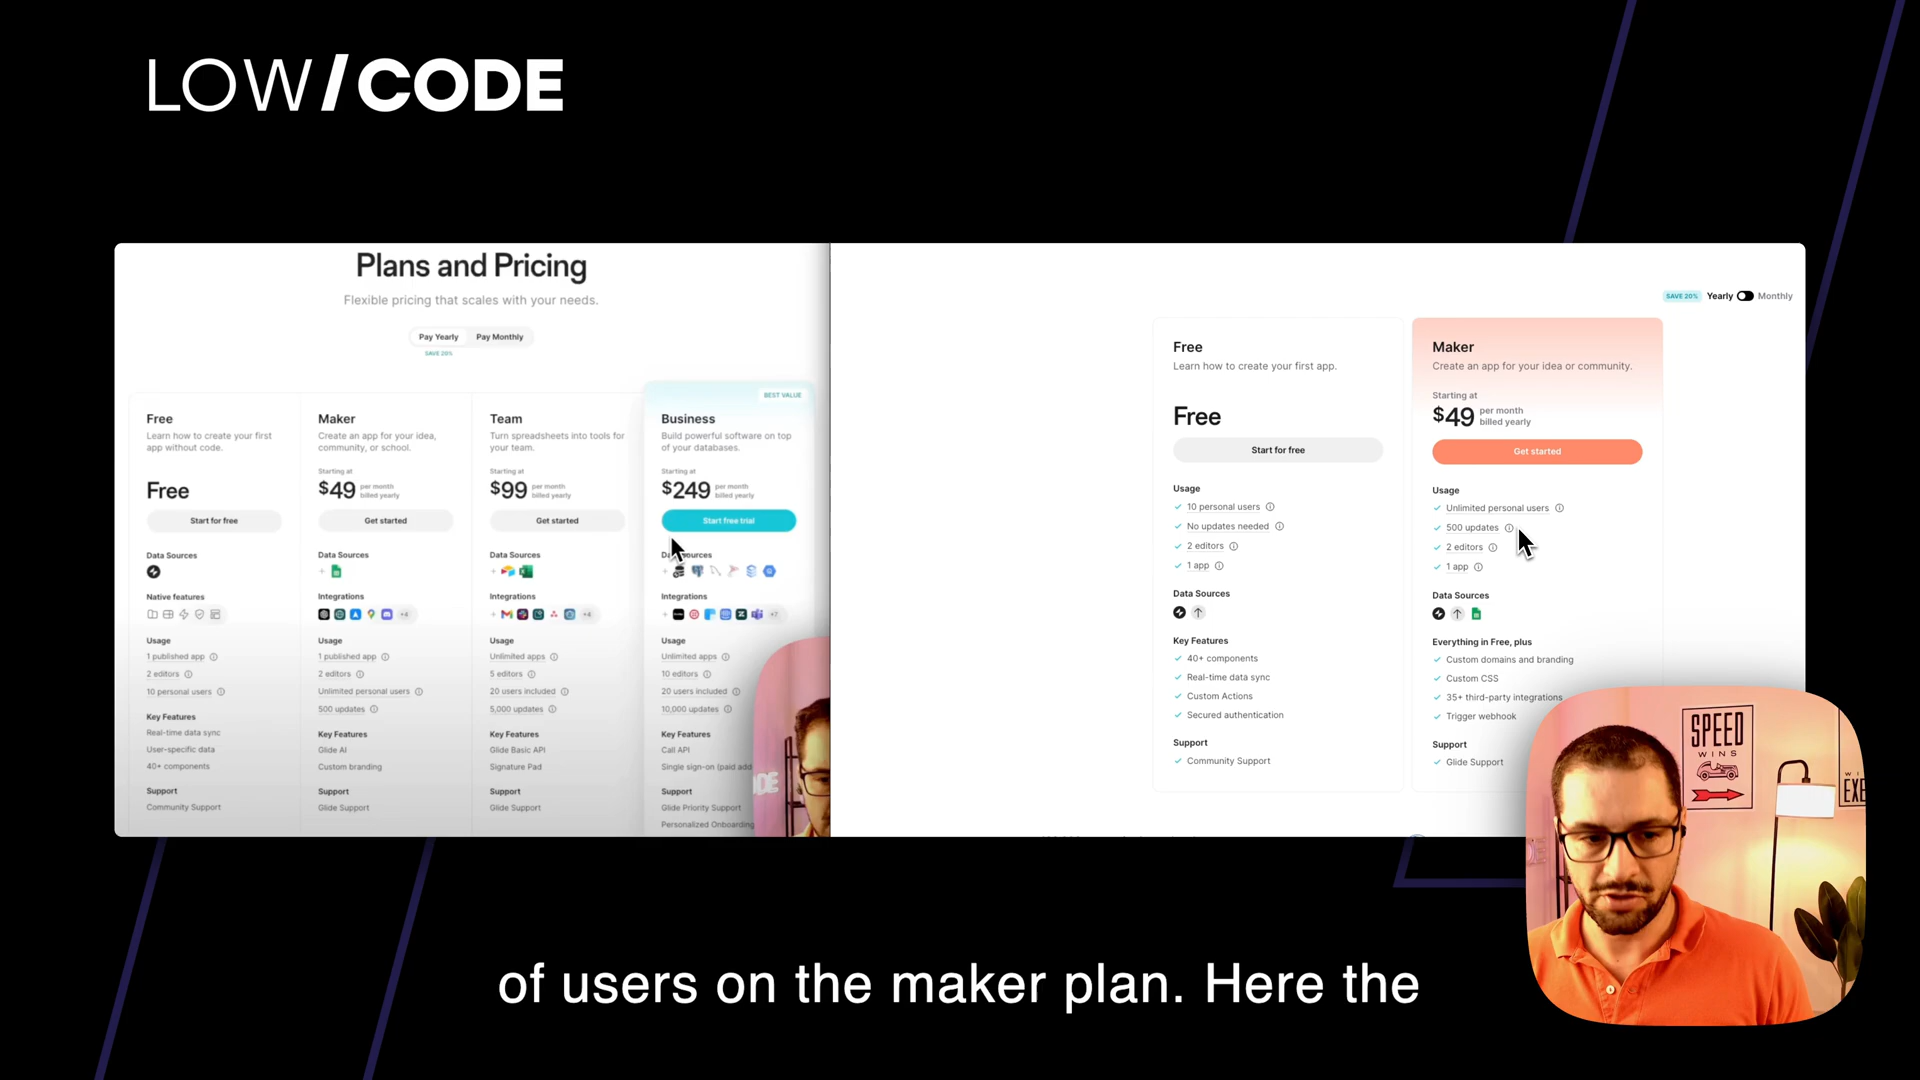 LOW/CODE
Plans and Pricing
Flexible pricing that scales with your needs.
Pay Yearly
Pay Monthly
SAVE 20%
Free
Learn how to create your first
app without code.
Free
Start for free
Data Sources
Native features
Usage
1 published app
2 editors
10 personal users
Key Features
Real-time data sync
User-specific data
40+ components
Support
Community Support
Maker
Create an app for your idea,
community, or school.
Starting at
$49 per month
billed yearly
Get started
Data Sources
+
Integrations
+4
Usage
1 published app
2 editors
Unlimited personal users
500 updates
Key Features
Glide AI
Custom branding
Support
Glide Support
Team
Turn spreadsheets into tools for
your team.
Starting at
$99 per month
billed yearly
Get started
Data Sources
+
Integrations
+
+4
Usage
Unlimited apps
5 editors
20 users included
5,000 updates
Key Features
Glide Basic API
Signature Pad
Support
Glide Support
BEST VALUE
Business
Build powerful software on top
of your databases.
Starting at
$249 per month
billed yearly
Start free trial
Integrations
+
+7
Usage
Unlimited apps
10 editors
20 users included
10,000 updates
Key Features
Call API
Single sign-on (paid add
Support
Glide Priority Support
Personalized Onboarding
SAVE 20%
Yearly
Monthly
Free
Learn how to create your first app.
Free
Start for free
Usage
10 personal users
No updates needed
2 editors
1 app
Data Sources
Key Features
40+ components
Real-time data sync
Custom Actions
Secured authentication
Support
Community Support
Maker
Create an app for your idea or community.
Starting at
$49 per month
billed yearly
Get started
Usage
Unlimited personal users
500 updates
2 editors
1 app
Data Sources
Everything in Free, plus
Custom domains and branding
Custom CSS
35+ third-party integrations
Trigger webhook
Support
Glide Support
SPEED
WINS
WI
EXE
of users on the maker plan. Here the